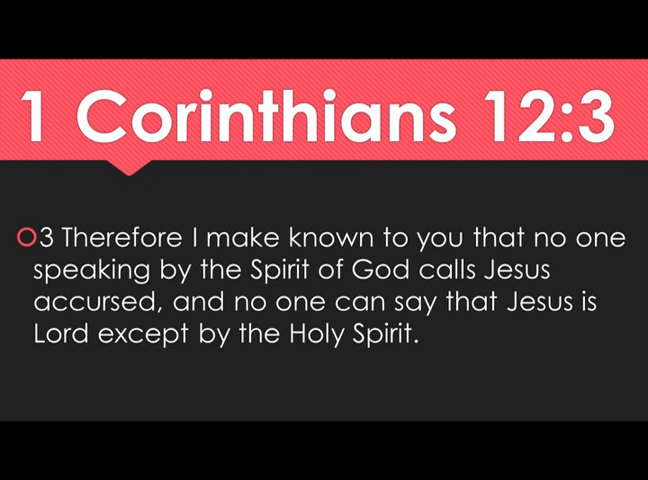 1 Corinthians 12:3
3 Therefore I make known to you that no one
speaking by the Spirit of God calls Jesus
accursed, and no one can say that Jesus is
Lord except by the Holy Spirit.